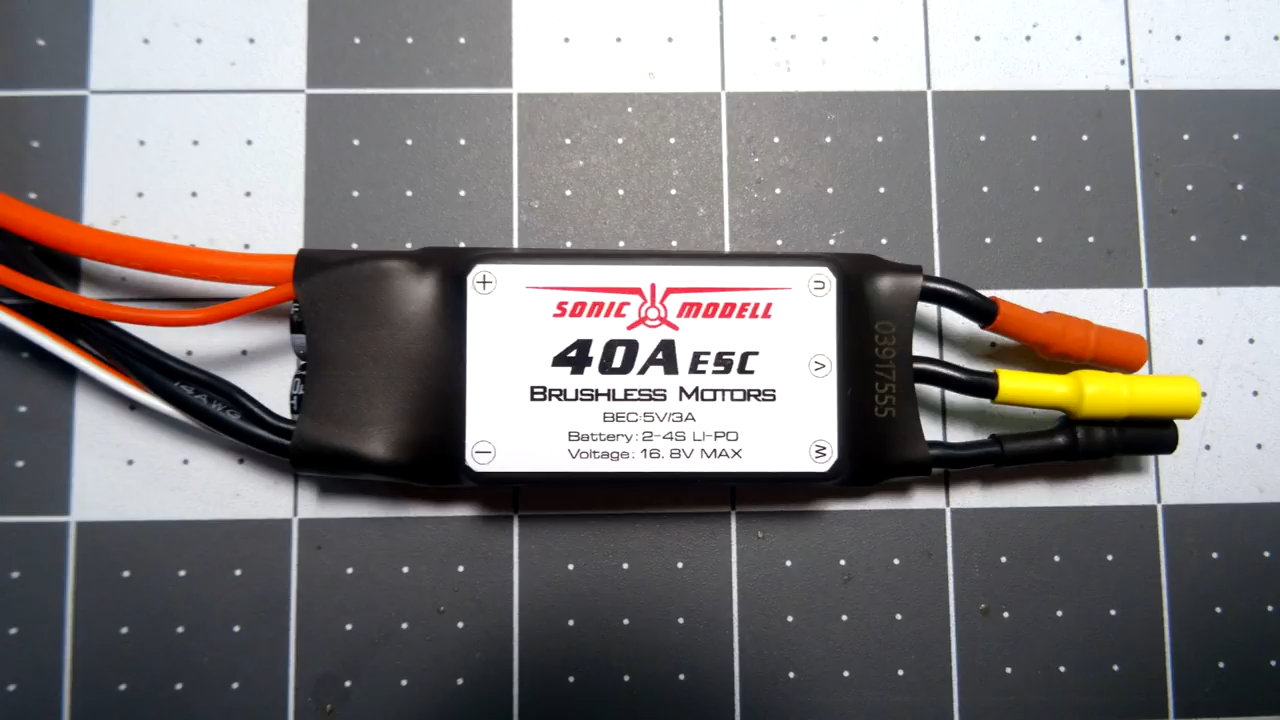 SONIC MODELL
40A ESC
BRUSHLESS MOTORS
BEC:5V/3A
Battery: 2-4S LI-PO
Voltage: 16.8V MAX
+
−
U
V
W
03917555
14AWG